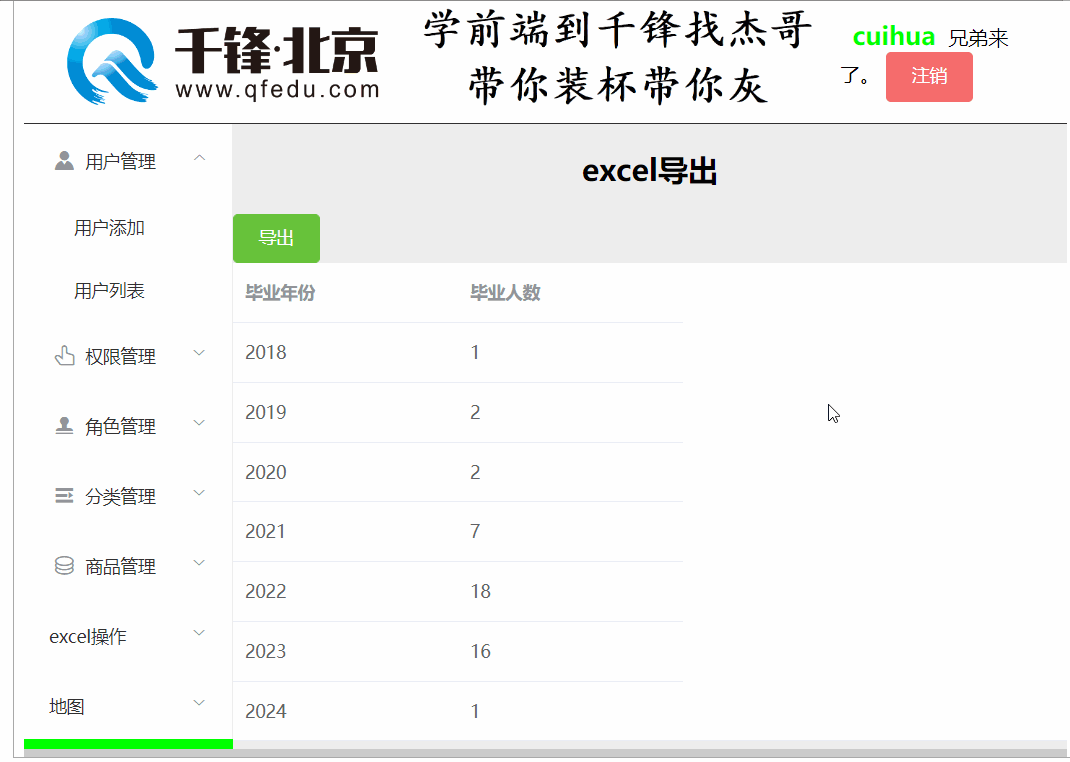 千锋·北京
www.qfedu.com
学前端到千锋找杰哥
带你装杯带你灰
cuihua 兄弟来
了。 注销
用户管理
用户添加
用户列表
权限管理
角色管理
分类管理
商品管理
excel操作
地图
excel导出
导出
毕业年份 毕业人数
2018 1
2019 2
2020 2
2021 7
2022 18
2023 16
2024 1